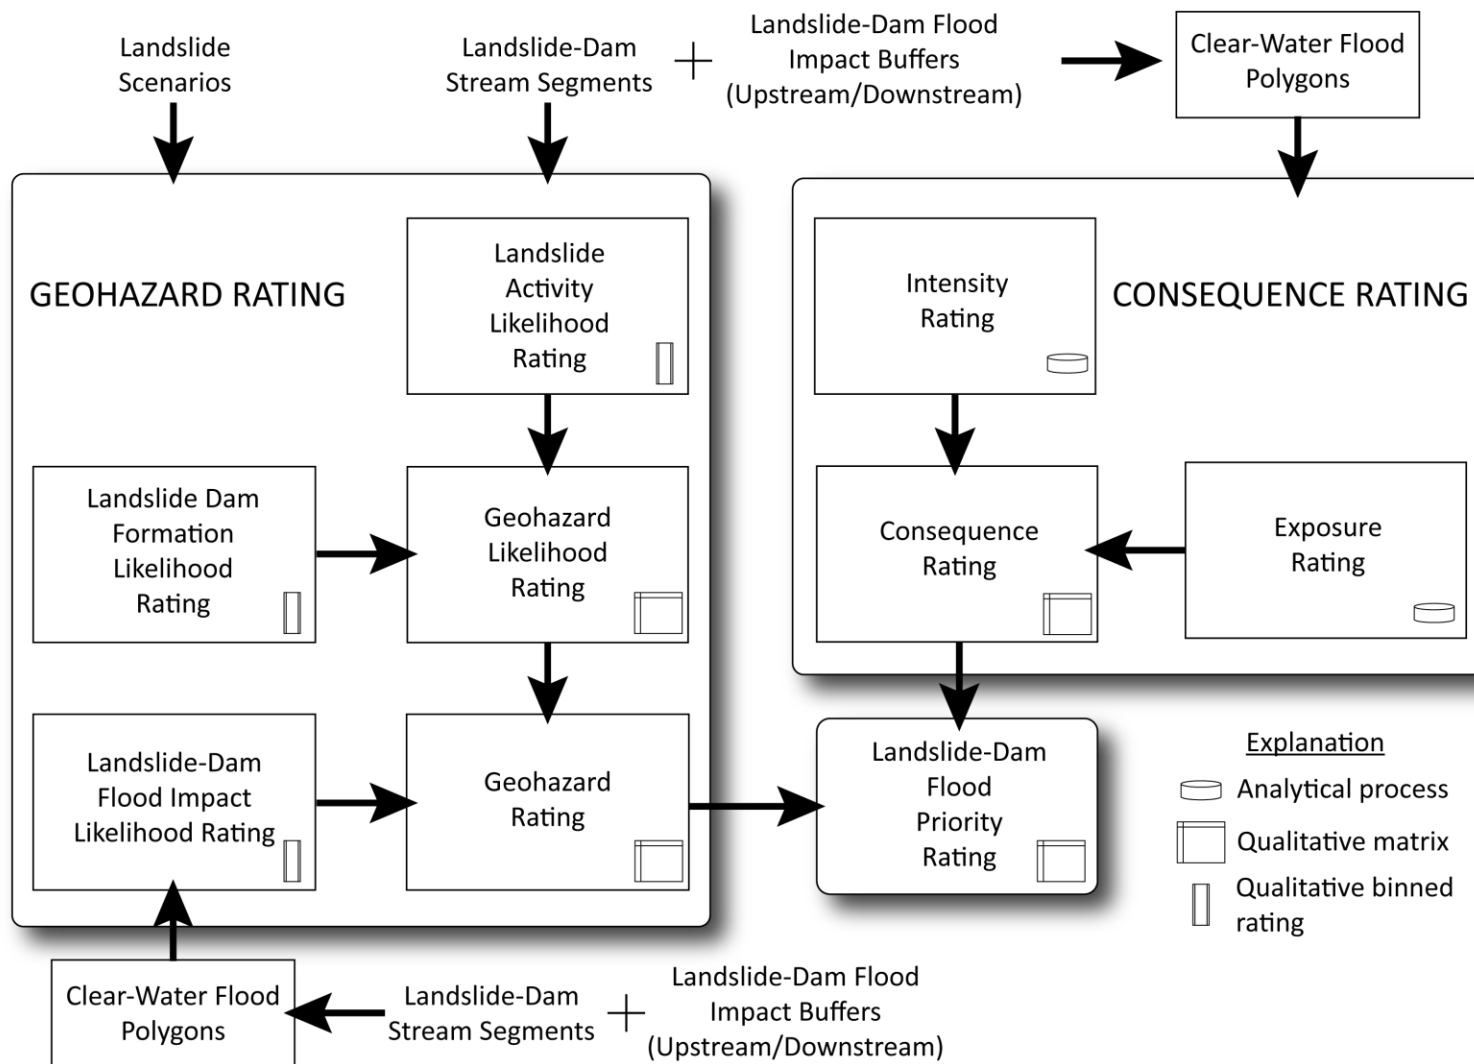 Landslide
Scenarios
Landslide-Dam
Stream Segments
+
Landslide-Dam Flood
Impact Buffers
(Upstream/Downstream)
Clear-Water Flood
Polygons
GEOHAZARD RATING
Landslide
Activity
Likelihood
Rating
Landslide Dam
Formation
Likelihood
Rating
Geohazard
Likelihood
Rating
Landslide-Dam
Flood Impact
Likelihood Rating
Geohazard
Rating
CONSEQUENCE RATING
Intensity
Rating
Consequence
Rating
Exposure
Rating
Landslide-Dam
Flood
Priority
Rating
Explanation
Analytical process
Qualitative matrix
Qualitative binned
rating
Clear-Water Flood
Polygons
Landslide-Dam
Stream Segments
+
Landslide-Dam Flood
Impact Buffers
(Upstream/Downstream)